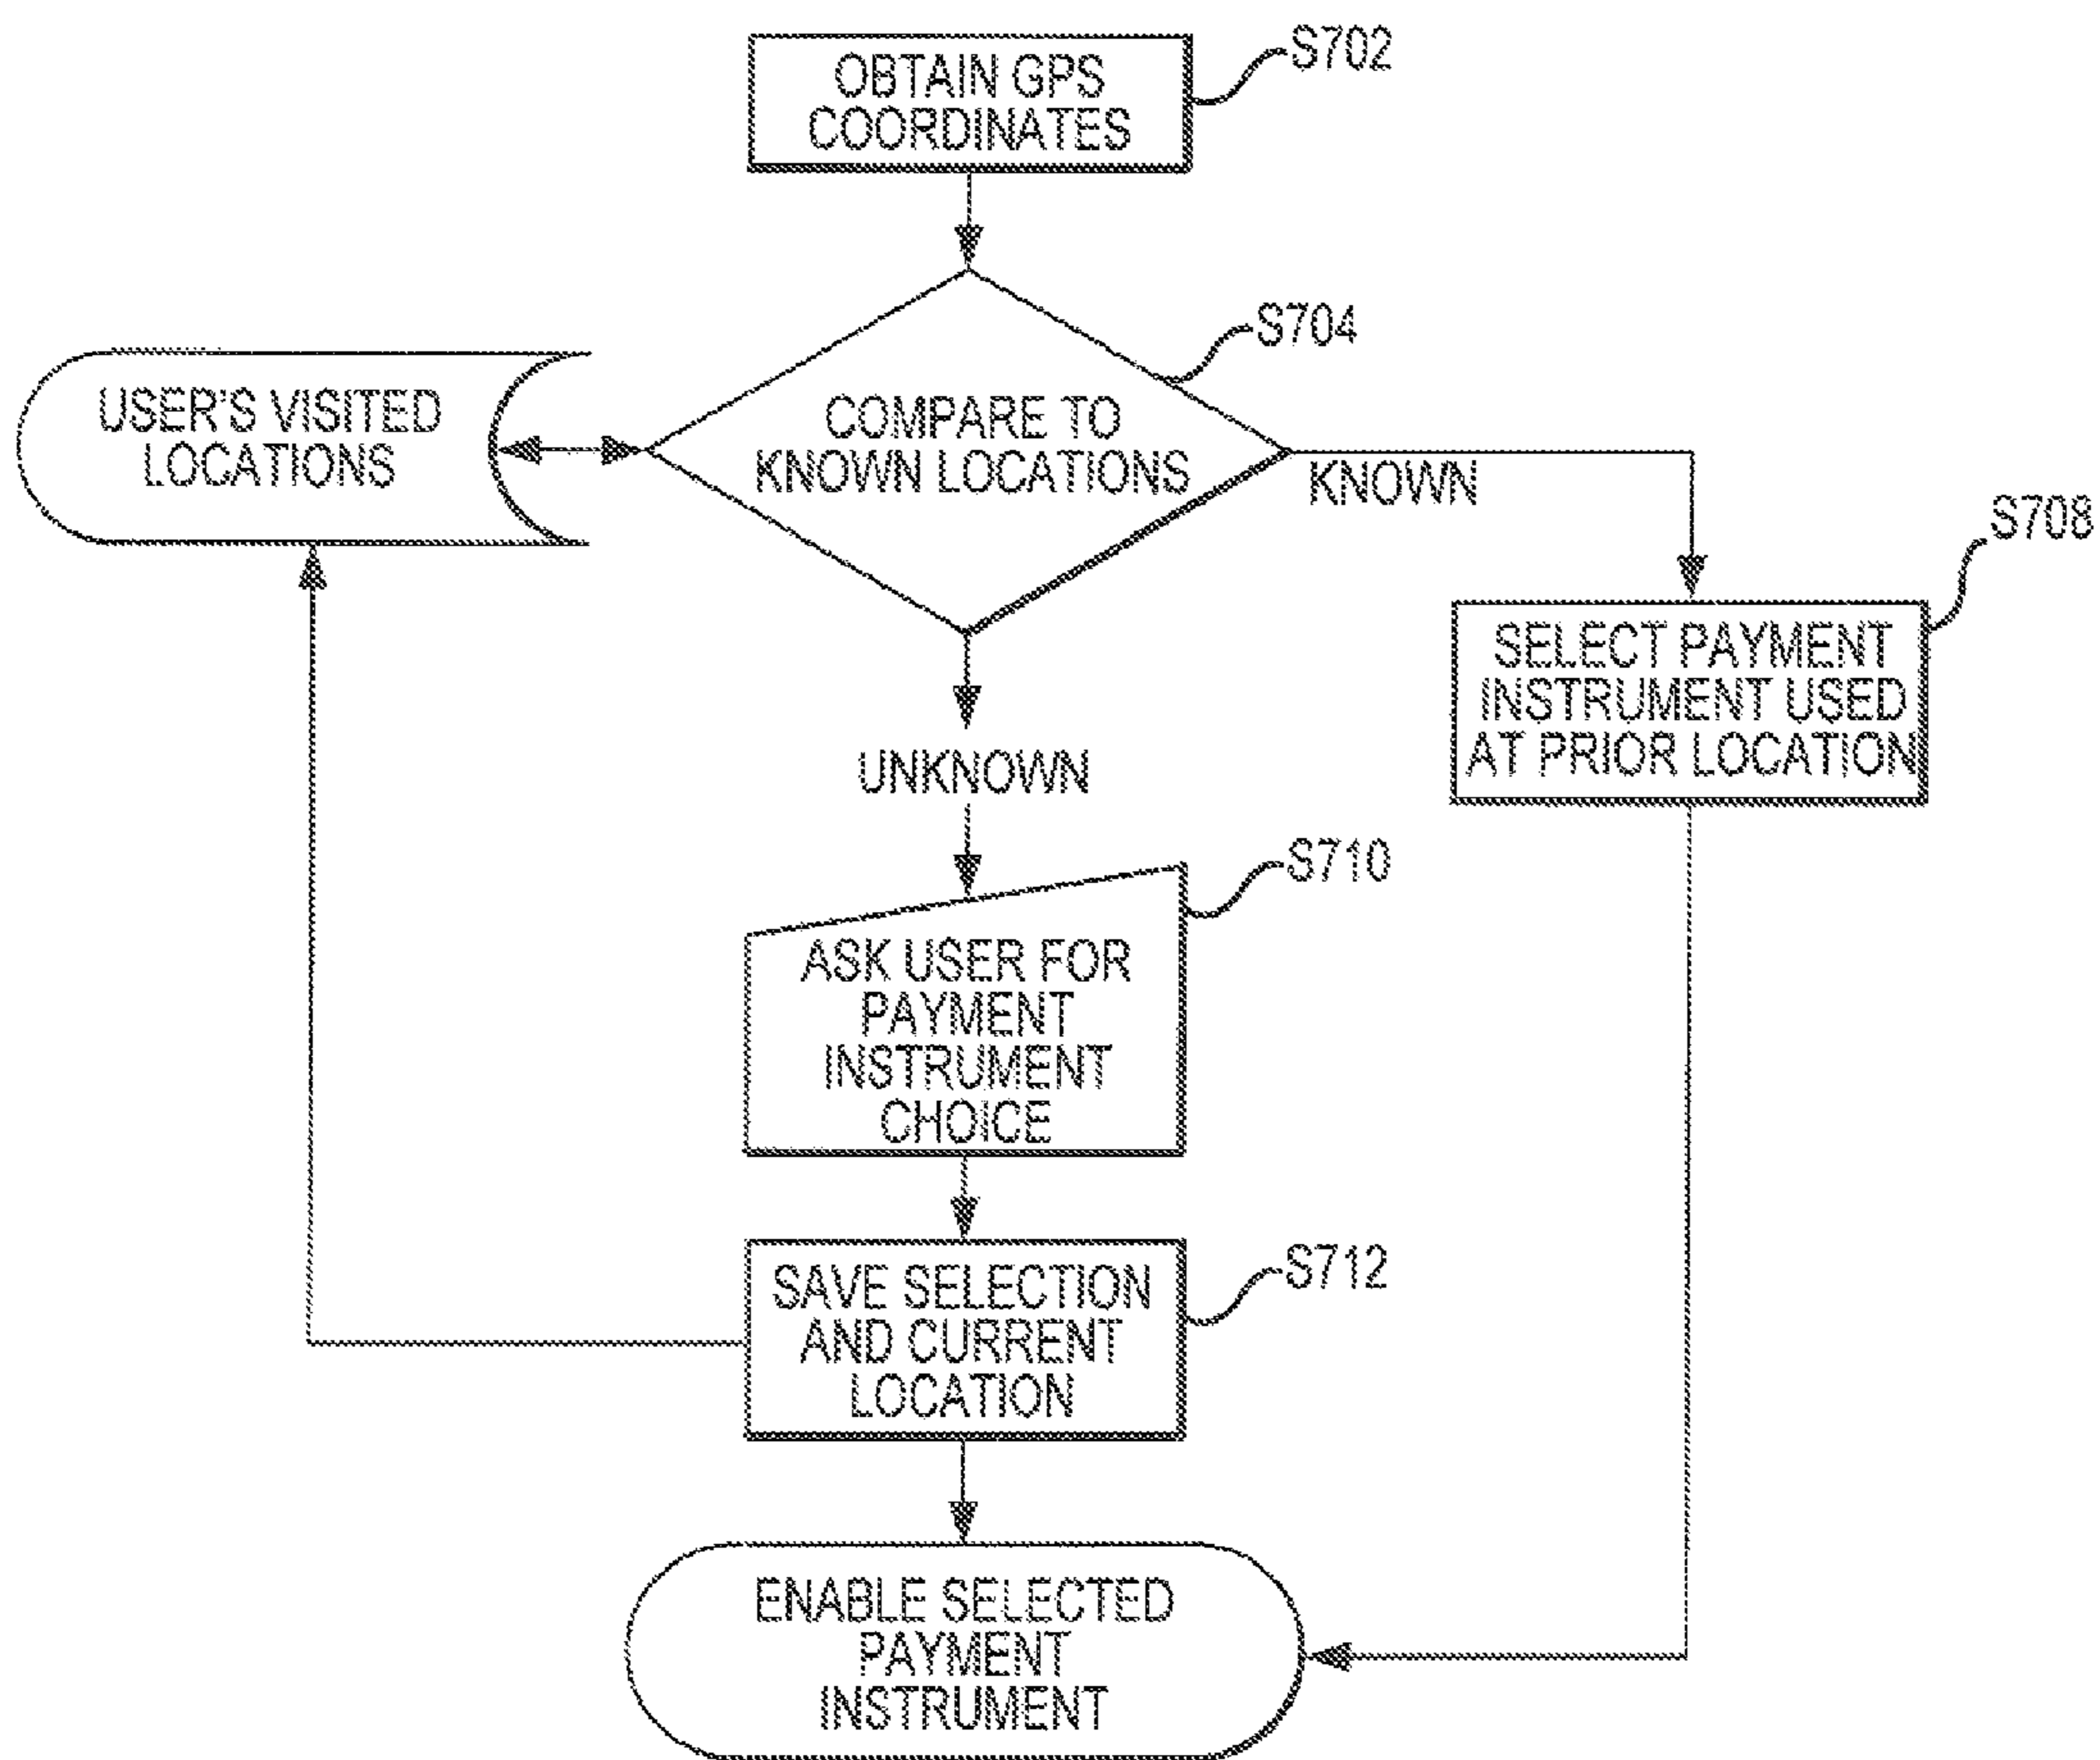 OBTAIN GPS
COORDINATES
S702
S704
USER'S VISITED
LOCATIONS
COMPARE TO
KNOWN LOCATIONS
KNOWN
S708
SELECT PAYMENT
INSTRUMENT USED
AT PRIOR LOCATION
UNKNOWN
S710
ASK USER FOR
PAYMENT
INSTRUMENT
CHOICE
S712
SAVE SELECTION
AND CURRENT
LOCATION
ENABLE SELECTED
PAYMENT
INSTRUMENT